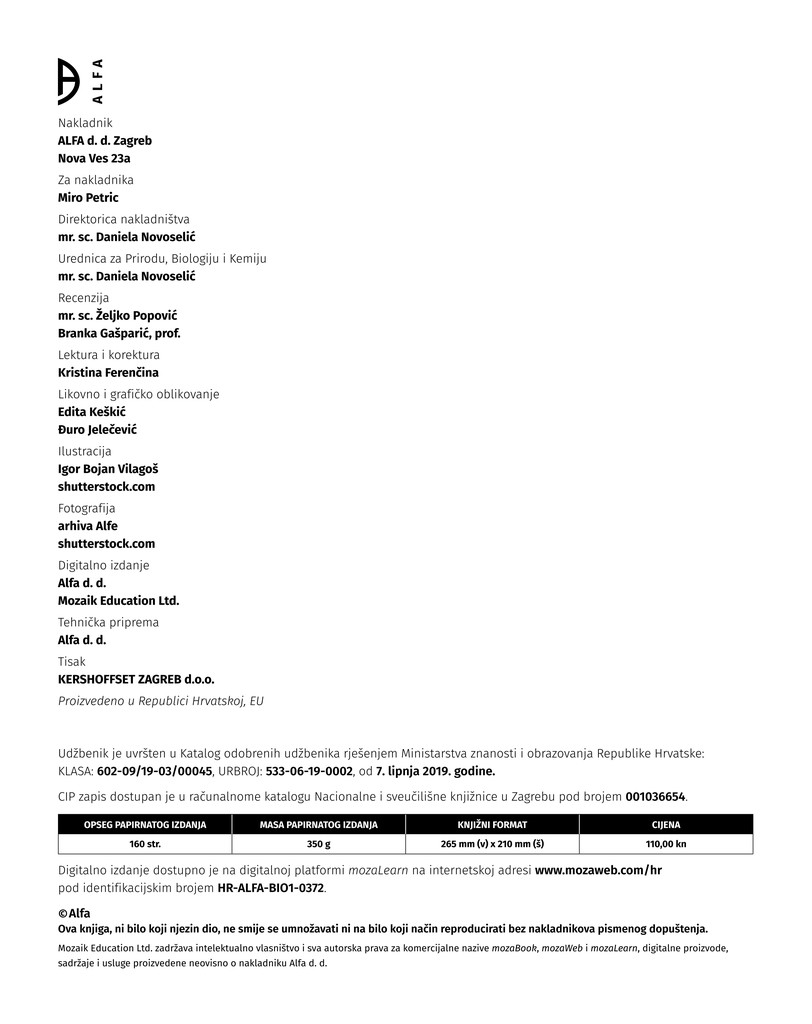 ALFA
Nakladnik
ALFA d. d. Zagreb
Nova Ves 23a
Za nakladnika
Miro Petric
Direktorica nakladništva
mr. sc. Daniela Novoselić
Urednica za Prirodu, Biologiju i Kemiju
mr. sc. Daniela Novoselić
Recenzija
mr. sc. Željko Popović
Branka Gašparić, prof.
Lektura i korektura
Kristina Ferenčina
Likovno i grafičko oblikovanje
Edita Keškić
Đuro Jelečević
Ilustracija
Igor Bojan Vilagoš
shutterstock.com
Fotografija
arhiva Alfe
shutterstock.com
Digitalno izdanje
Alfa d. d.
Mozaik Education Ltd.
Tehnička priprema
Alfa d. d.
Tisak
KERSHOFFSET ZAGREB d.o.o.
Proizvedeno u Republici Hrvatskoj, EU
Udžbenik je uvršten u Katalog odobrenih udžbenika rješenjem Ministarstva znanosti i obrazovanja Republike Hrvatske:
KLASA: 602-09/19-03/00045, URBROJ: 533-06-19-0002, od 7. lipnja 2019. godine.
CIP zapis dostupan je u računalnome katalogu Nacionalne i sveučilišne knjižnice u Zagrebu pod brojem 001036654.
OPSEG PAPIRNATOG IZDANJA MASA PAPIRNATOG IZDANJA KNJIŽNI FORMAT CIJENA
160 str. 350 g 265 mm (v) x 210 mm (š) 110,00 kn
Digitalno izdanje dostupno je na digitalnoj platformi mozaLearn na internetskoj adresi www.mozaweb.com/hr
pod identifikacijskim brojem HR-ALFA-BIO1-0372.
© Alfa
Ova knjiga, ni bilo koji njezin dio, ne smije se umnožavati ni na bilo koji način reproducirati bez nakladnikova pismenog dopuštenja.
Mozaik Education Ltd. zadržava intelektualno vlasništvo i sva autorska prava za komercijalne nazive mozaBook, mozaWeb i mozaLearn, digitalne proizvode,
sadržaje i usluge proizvedene neovisno o nakladniku Alfa d. d.